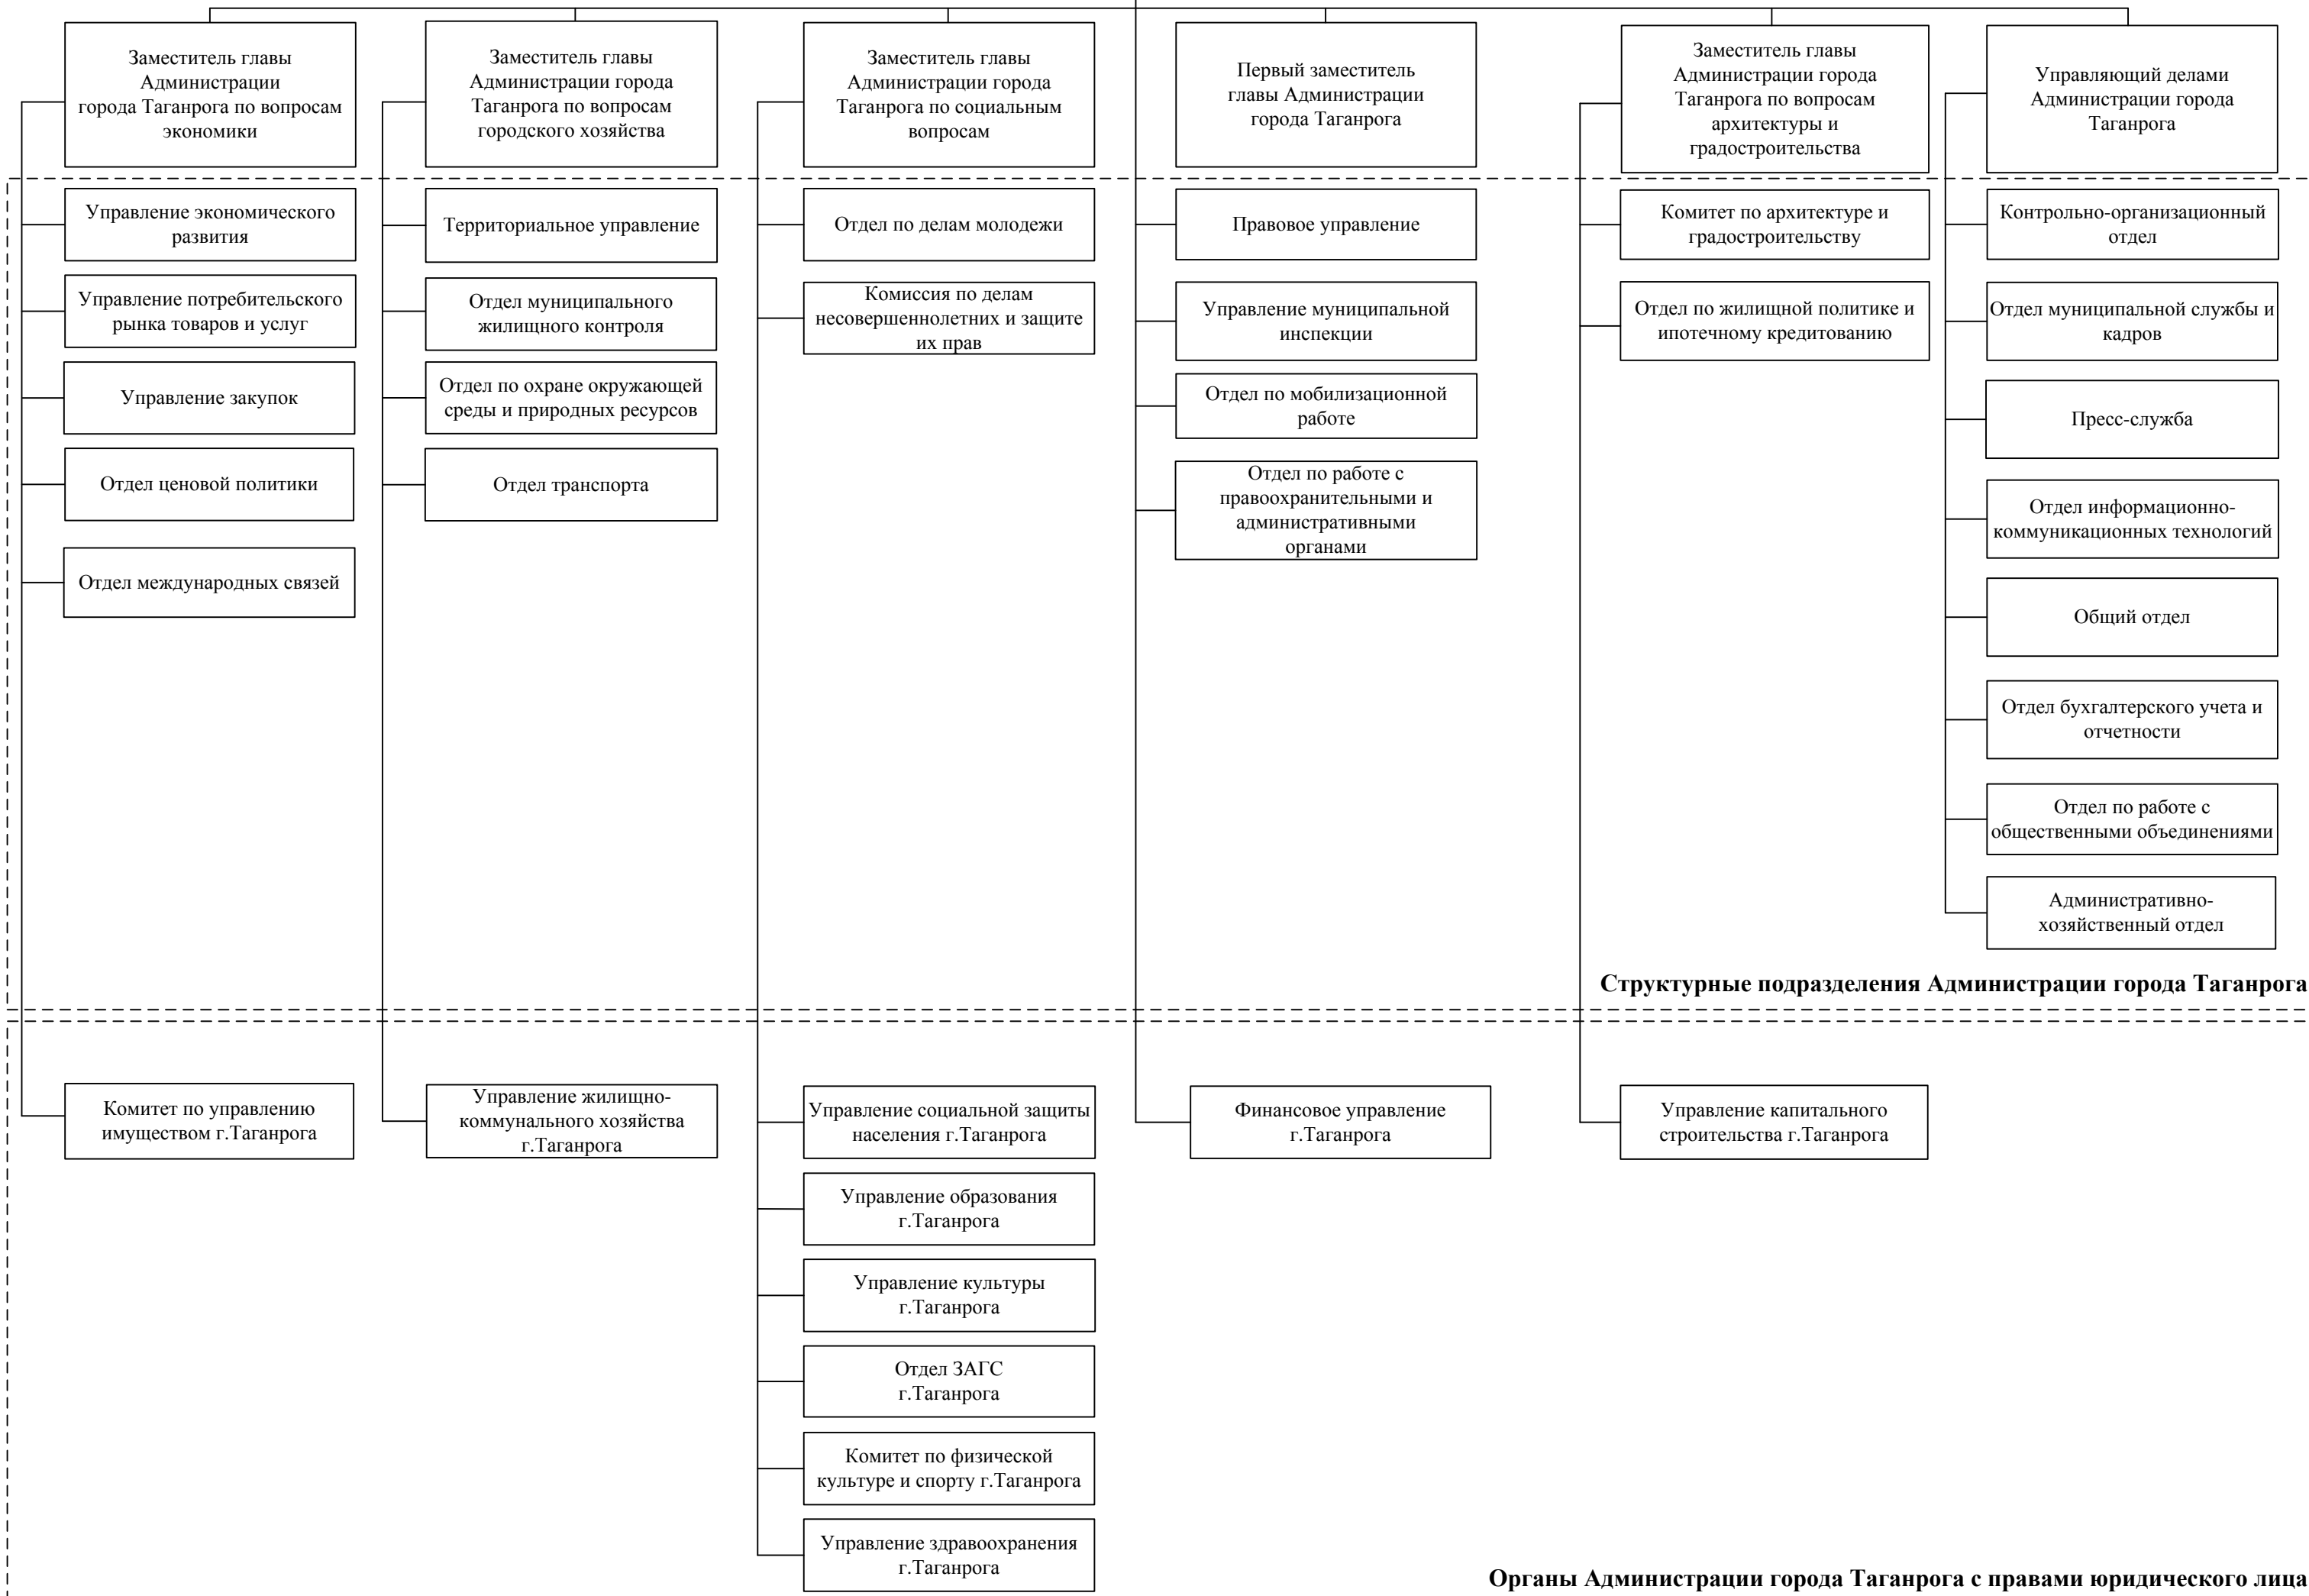 Заместитель главы
Администрации
города Таганрога по вопросам
экономики
Заместитель главы
Администрации города
Таганрога по вопросам
городского хозяйства
Заместитель главы
Администрации города
Таганрога по социальным
вопросам
Первый заместитель
главы Администрации
города Таганрога
Заместитель главы
Администрации города
Таганрога по вопросам
архитектуры и
градостроительства
Управляющий делами
Администрации города
Таганрога
Управление экономического
развития
Управление потребительского
рынка товаров и услуг
Управление закупок
Отдел ценовой политики
Отдел международных связей
Территориальное управление
Отдел муниципального
жилищного контроля
Отдел по охране окружающей
среды и природных ресурсов
Отдел транспорта
Отдел по делам молодежи
Комиссия по делам
несовершеннолетних и защите
их прав
Правовое управление
Управление муниципальной
инспекции
Отдел по мобилизационной
работе
Отдел по работе с
правоохранительными и
административными
органами
Комитет по архитектуре и
градостроительству
Отдел по жилищной политике и
ипотечному кредитованию
Контрольно-организационный
отдел
Отдел муниципальной службы и
кадров
Пресс-служба
Отдел информационно-
коммуникационных технологий
Общий отдел
Отдел бухгалтерского учета и
отчетности
Отдел по работе с
общественными объединениями
Административно-
хозяйственный отдел
Структурные подразделения Администрации города Таганрога
Комитет по управлению
имуществом г.Таганрога
Управление жилищно-
коммунального хозяйства
г.Таганрога
Управление социальной защиты
населения г.Таганрога
Управление образования
г.Таганрога
Управление культуры
г.Таганрога
Отдел ЗАГС
г.Таганрога
Комитет по физической
культуре и спорту г.Таганрога
Управление здравоохранения
г.Таганрога
Финансовое управление
г.Таганрога
Управление капитального
строительства г.Таганрога
Органы Администрации города Таганрога с правами юридического лица